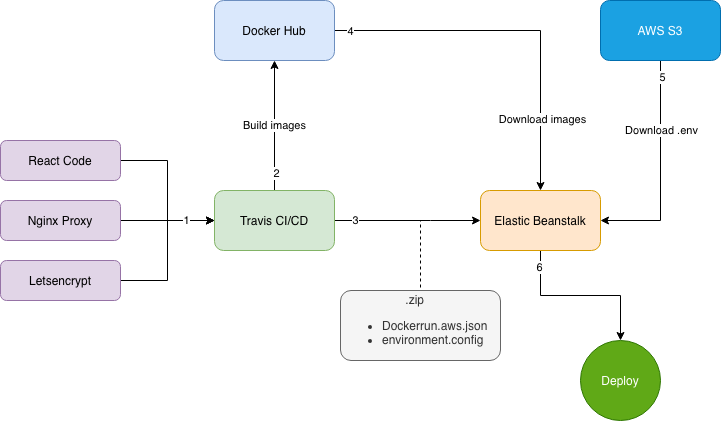 Docker Hub
4
AWS S3
5
Build images
Download images
Download .env
React Code
2
Nginx Proxy
1
Travis CI/CD
3
Elastic Beanstalk
6
Letsencrypt
.zip
• Dockerrun.aws.json
• environment.config
Deploy